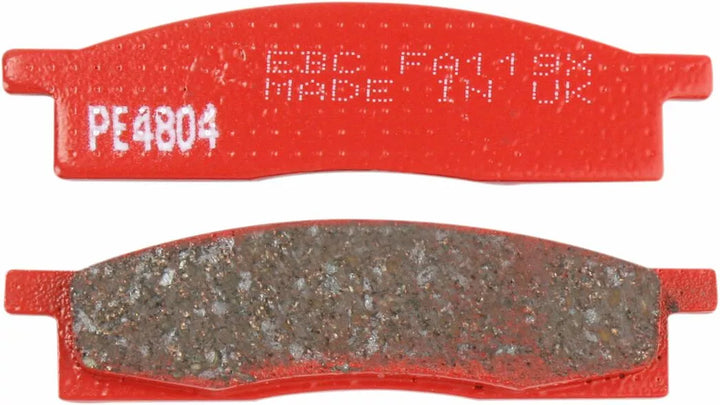 EBC FA119X
MADE IN UK
PE4804